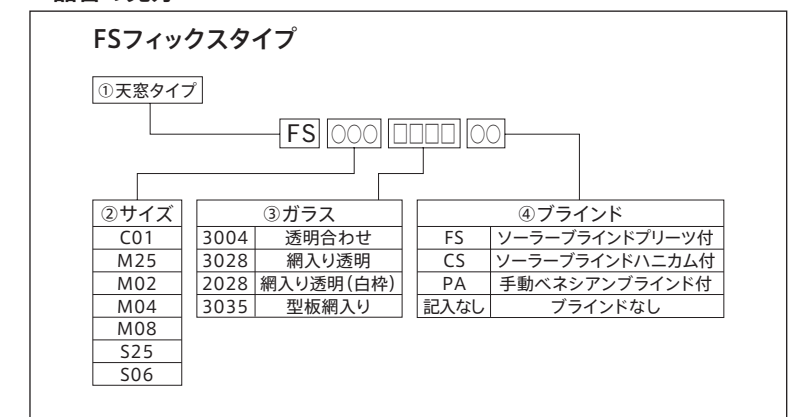 FSフィックスタイプ
①天窓タイプ
FS ○○○ □□□□ ○○
②サイズ
C01
M25
M02
M04
M08
S25
S06
③ガラス
3004 透明合わせ
3028 網入り透明
2028 網入り透明(白枠)
3035 型板網入り
④ブラインド
FS ソーラーブラインドプリーツ付
CS ソーラーブラインドハニカム付
PA 手動ベネシアンブラインド付
記入なし ブラインドなし